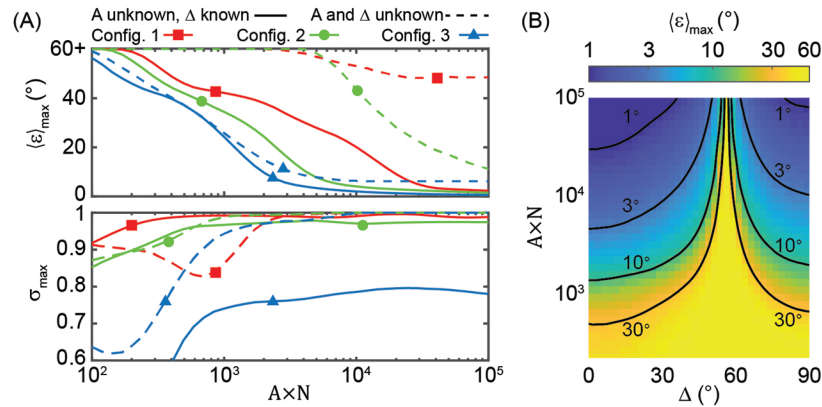 (A)
A unknown, Δ known
A and Δ unknown
Config. 1
Config. 2
Config. 3
60+
40
20
0
⟨ε⟩max (°)
1
0.9
0.8
0.7
0.6
σmax
10²
10³
10⁴
10⁵
A×N
(B)
⟨ε⟩max (°)
1
3
10
30
60
10⁵
10⁴
10³
A×N
1°
1°
3°
3°
10°
10°
30°
30°
0
30
60
90
Δ (°)